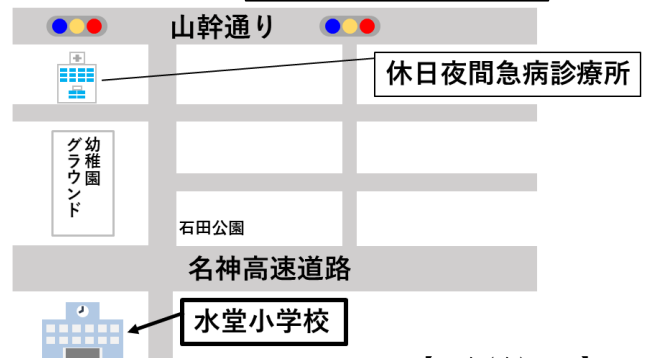 山幹通り
休日夜間急病診療所
幼稚園
グラウンド
石田公園
名神高速道路
水堂小学校